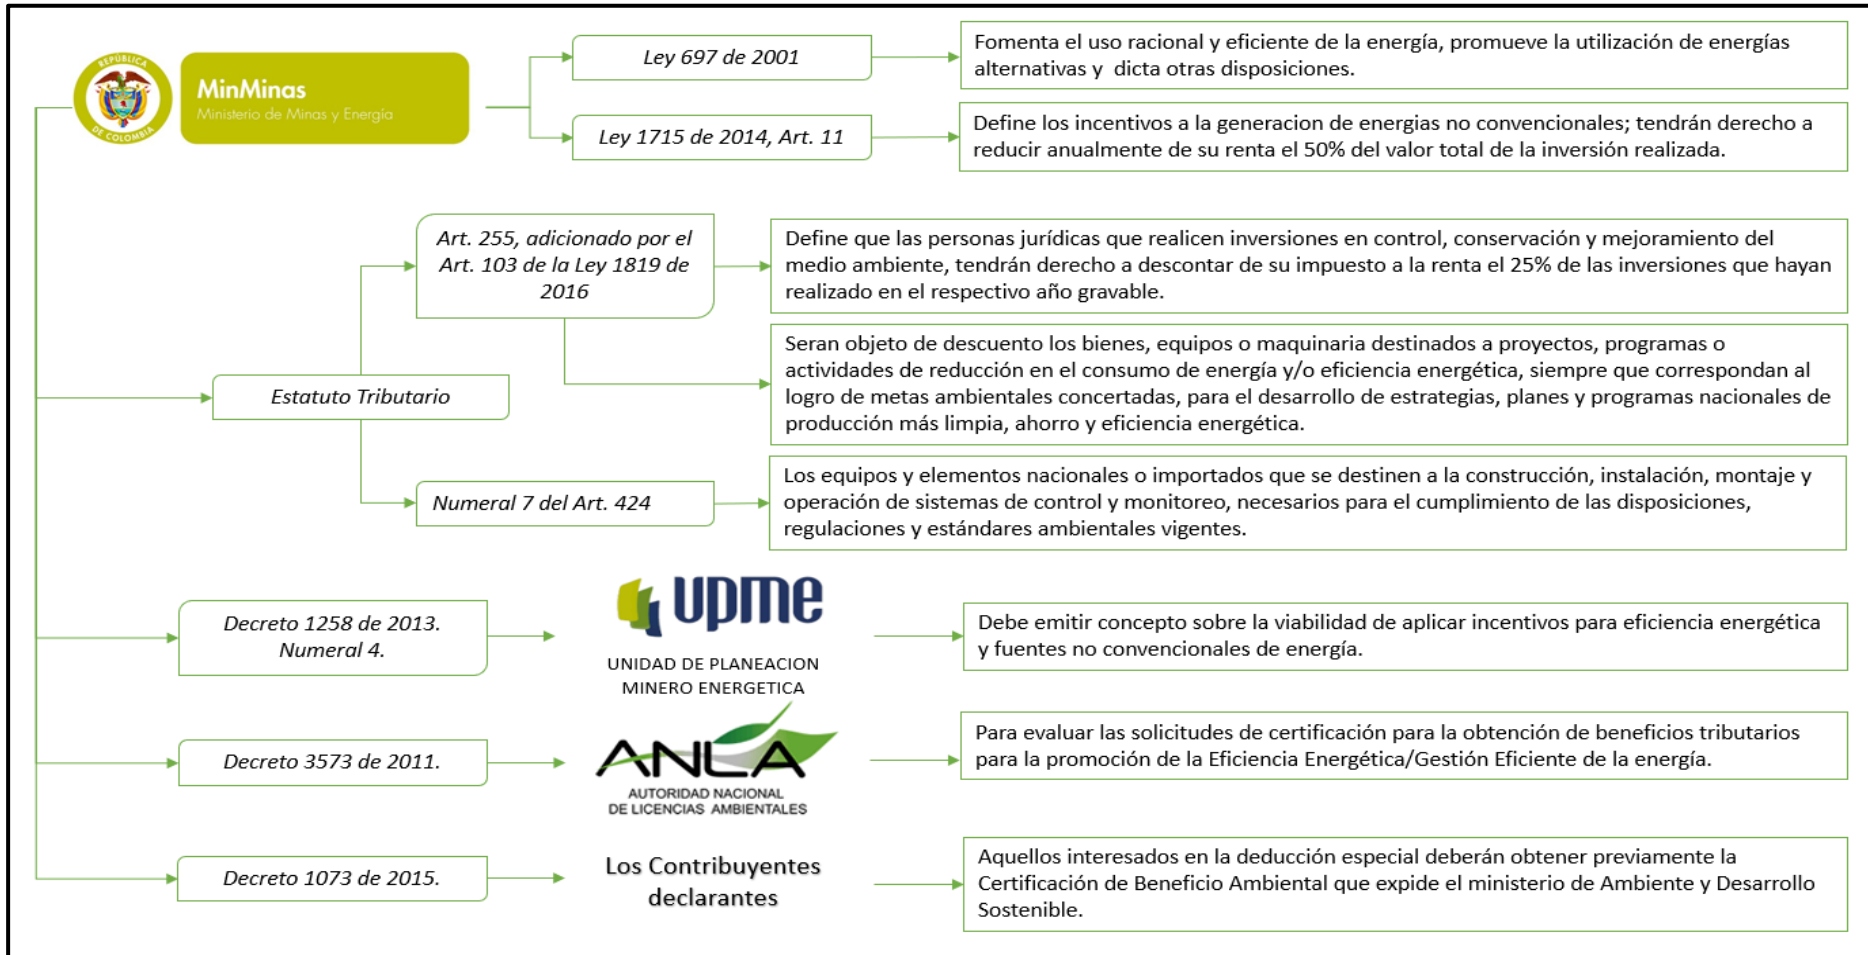 REPÚBLICA
DE COLOMBIA
MinMinas
Ministerio de Minas y Energía
Ley 697 de 2001
Fomenta el uso racional y eficiente de la energía, promueve la utilización de energías
alternativas y dicta otras disposiciones.
Ley 1715 de 2014, Art. 11
Define los incentivos a la generacion de energias no convencionales; tendrán derecho a
reducir anualmente de su renta el 50% del valor total de la inversión realizada.
Estatuto Tributario
Art. 255, adicionado por el
Art. 103 de la Ley 1819 de
2016
Define que las personas jurídicas que realicen inversiones en control, conservación y mejoramiento del
medio ambiente, tendrán derecho a descontar de su impuesto a la renta el 25% de las inversiones que hayan
realizado en el respectivo año gravable.
Seran objeto de descuento los bienes, equipos o maquinaria destinados a proyectos, programas o
actividades de reducción en el consumo de energía y/o eficiencia energética, siempre que correspondan al
logro de metas ambientales concertadas, para el desarrollo de estrategias, planes y programas nacionales de
producción más limpia, ahorro y eficiencia energética.
Numeral 7 del Art. 424
Los equipos y elementos nacionales o importados que se destinen a la construcción, instalación, montaje y
operación de sistemas de control y monitoreo, necesarios para el cumplimiento de las disposiciones,
regulaciones y estándares ambientales vigentes.
Decreto 1258 de 2013.
Numeral 4.
upme
UNIDAD DE PLANEACION
MINERO ENERGETICA
Debe emitir concepto sobre la viabilidad de aplicar incentivos para eficiencia energética
y fuentes no convencionales de energía.
Decreto 3573 de 2011.
ANLA
AUTORIDAD NACIONAL
DE LICENCIAS AMBIENTALES
Para evaluar las solicitudes de certificación para la obtención de beneficios tributarios
para la promoción de la Eficiencia Energética/Gestión Eficiente de la energía.
Decreto 1073 de 2015.
Los Contribuyentes
declarantes
Aquellos interesados en la deducción especial deberán obtener previamente la
Certificación de Beneficio Ambiental que expide el ministerio de Ambiente y Desarrollo
Sostenible.